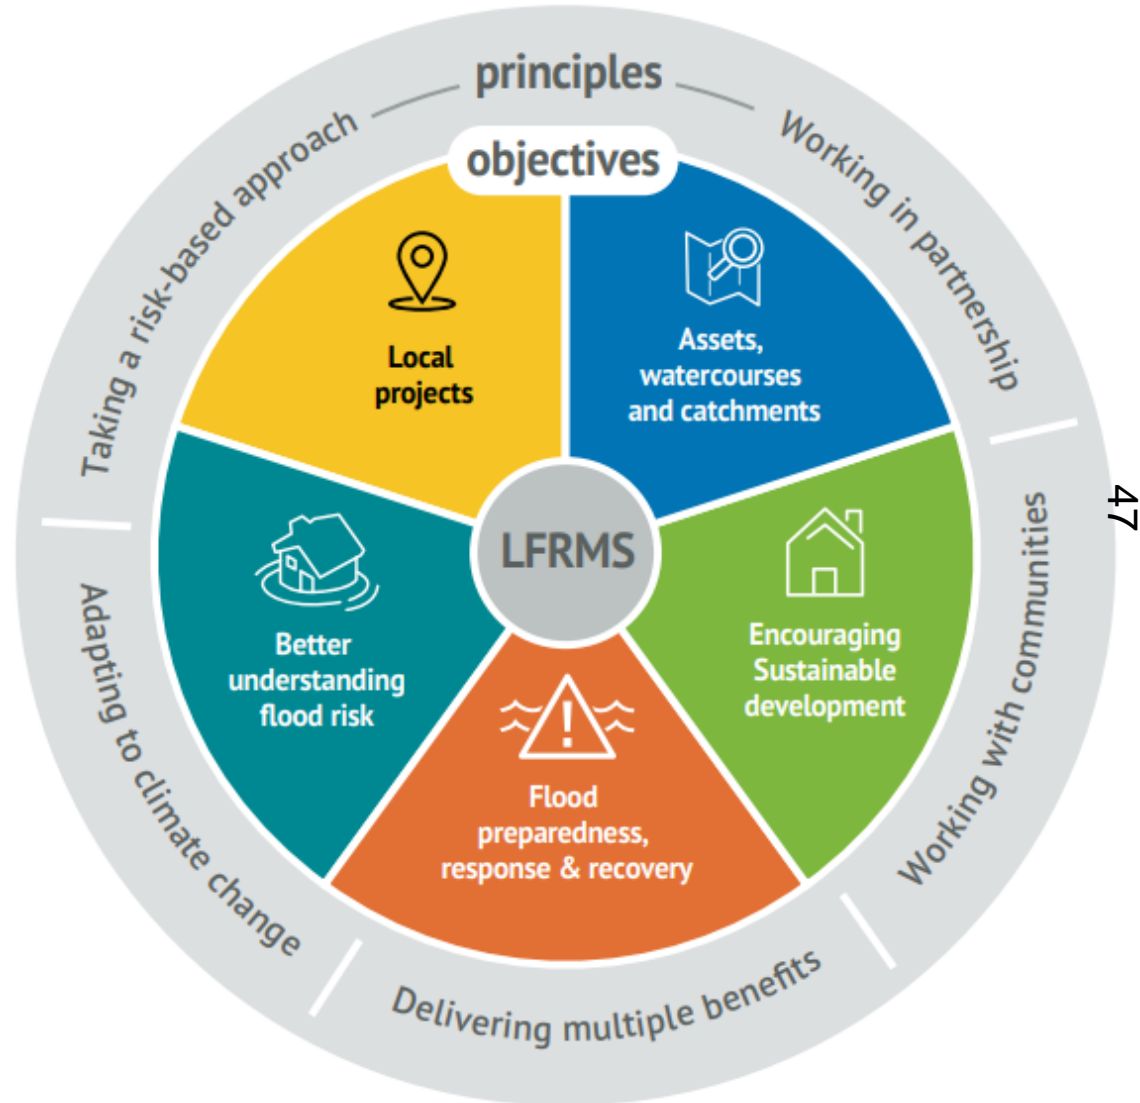 principles
objectives
Taking a risk-based approach
Working in partnership
Working with communities
Delivering multiple benefits
Adapting to climate change
Local
projects
Assets,
watercourses
and catchments
Encouraging
Sustainable
development
Flood
preparedness,
response & recovery
Better
understanding
flood risk
LFRMS
47